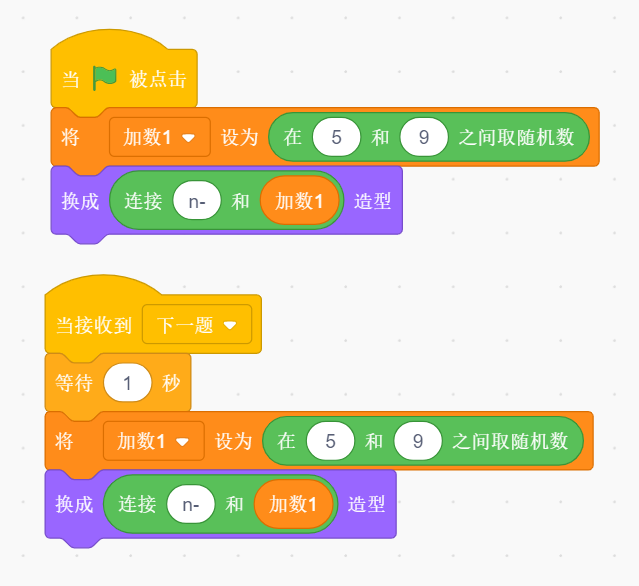 当 被点击
将 加数1 设为 在 5 和 9 之间取随机数
换成 连接 n- 和 加数1 造型
当接收到 下一题
等待 1 秒
将 加数1 设为 在 5 和 9 之间取随机数
换成 连接 n- 和 加数1 造型